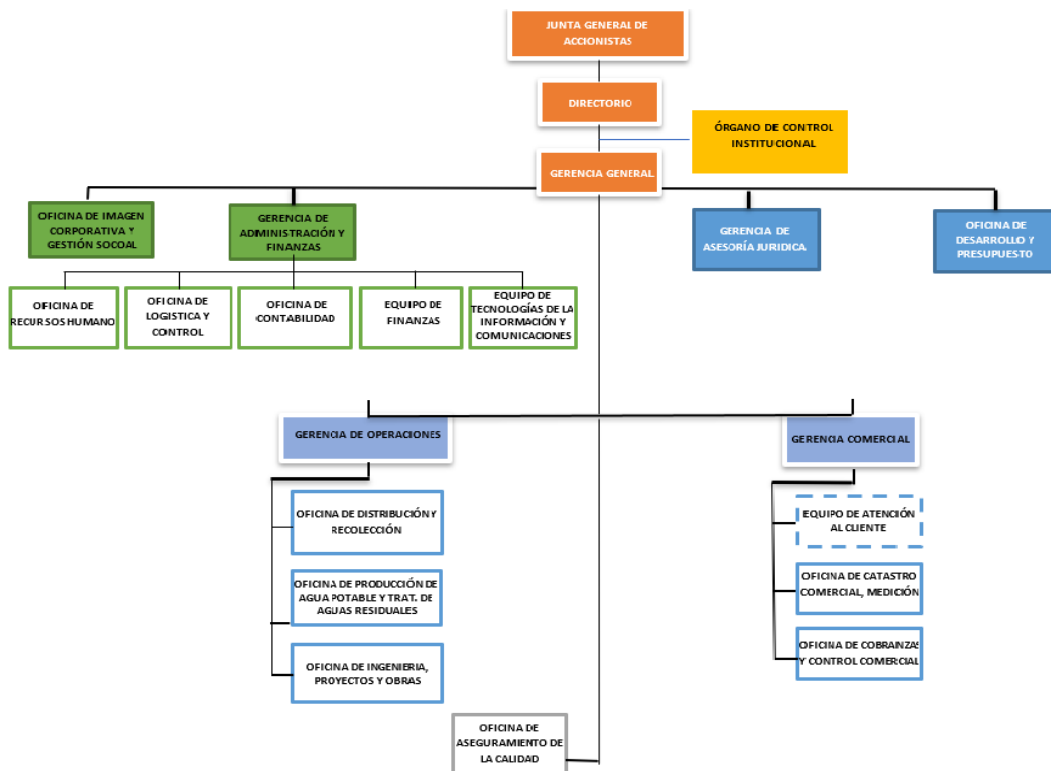 JUNTA GENERAL DE
ACCIONISTAS
DIRECTORIO
ÓRGANO DE CONTROL
INSTITUCIONAL
GERENCIA GENERAL
OFICINA DE IMAGEN
CORPORATIVA Y
GESTIÓN SOCOAL
GERENCIA DE
ADMINISTRACIÓN Y
FINANZAS
GERENCIA DE
ASESORÍA JURIDICA
OFICINA DE
DESARROLLO Y
PRESUPUESTO
OFICINA DE
RECURSOS HUMANO
OFICINA DE
LOGISTICA Y
CONTROL
OFICINA DE
CONTABILIDAD
EQUIPO DE
FINANZAS
EQUIPO DE
TECNOLOGÍAS DE LA
INFORMACIÓN Y
COMUNICACIONES
GERENCIA DE OPERACIONES
GERENCIA COMERCIAL
OFICINA DE DISTRIBUCIÓN Y
RECOLECCIÓN
OFICINA DE PRODUCCIÓN DE
AGUA POTABLE Y TRAT. DE
AGUAS RESIDUALES
OFICINA DE INGENIERIA,
PROYECTOS Y OBRAS
EQUIPO DE ATENCIÓN
AL CLIENTE
OFICINA DE CATASTRO
COMERCIAL, MEDICIÓN
OFICINA DE COBRAINZAS
Y CONTROL COMERCIAL
OFICINA DE
ASEGURAMIENTO DE
LA CALIDAD